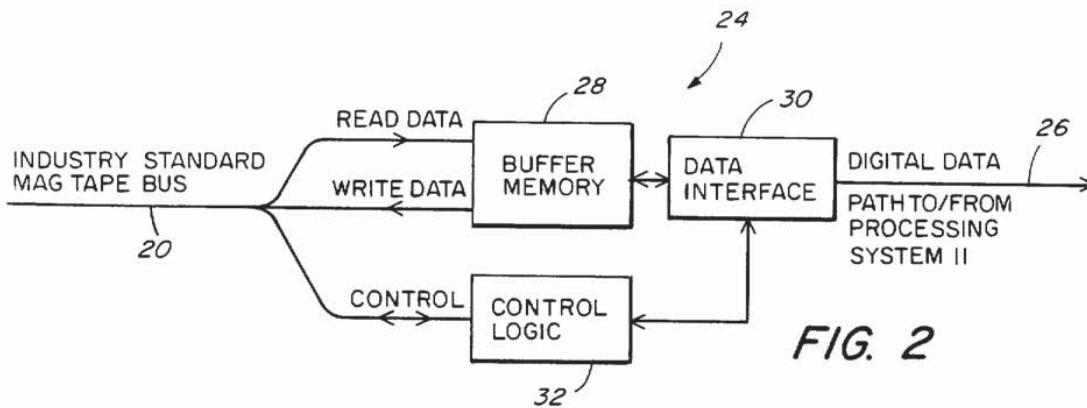 24
28
30
26
READ DATA
INDUSTRY STANDARD
MAG TAPE BUS
20
WRITE DATA
BUFFER
MEMORY
DATA
INTERFACE
DIGITAL DATA
PATH TO/FROM
PROCESSING
SYSTEM II
CONTROL
CONTROL
LOGIC
32
FIG. 2